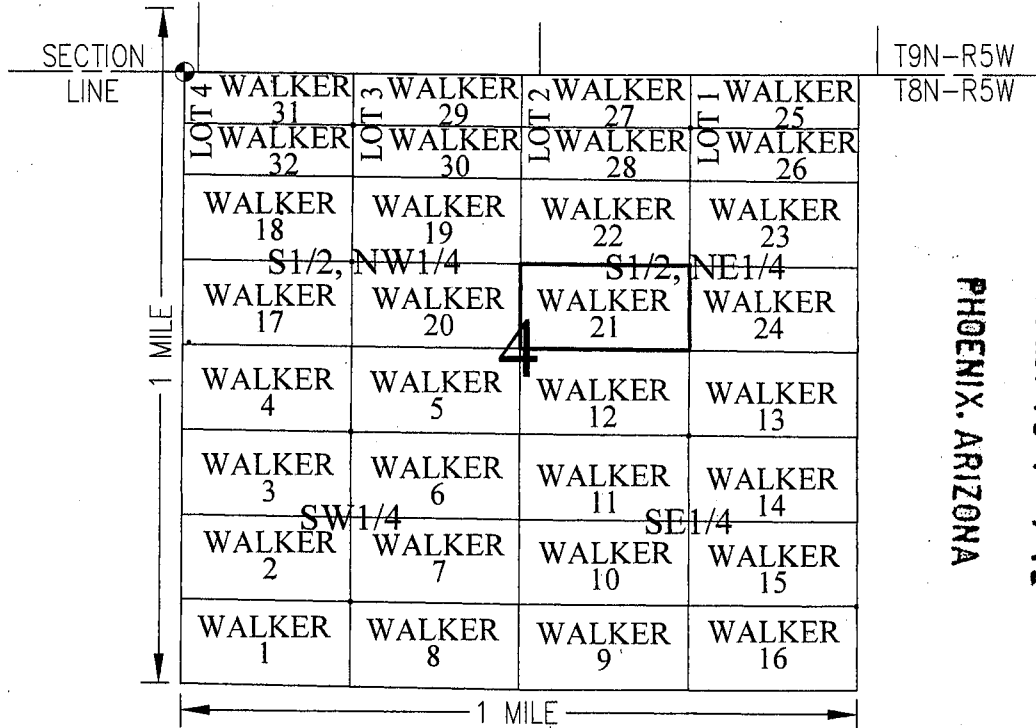 SECTION
LINE
T9N-R5W
T8N-R5W
LOT 4
WALKER
31
LOT 3
WALKER
29
LOT 2
WALKER
27
LOT 1
WALKER
25
WALKER
32
WALKER
30
WALKER
28
WALKER
26
WALKER
18
WALKER
19
WALKER
22
WALKER
23
S1/2, NW1/4
S1/2, NE1/4
WALKER
17
WALKER
20
WALKER
21
WALKER
24
4
WALKER
4
WALKER
5
WALKER
12
WALKER
13
WALKER
3
WALKER
6
WALKER
11
WALKER
14
SW1/4
SE1/4
WALKER
2
WALKER
7
WALKER
10
WALKER
15
WALKER
1
WALKER
8
WALKER
9
WALKER
16
1 MILE
1 MILE
PHOENIX, ARIZONA